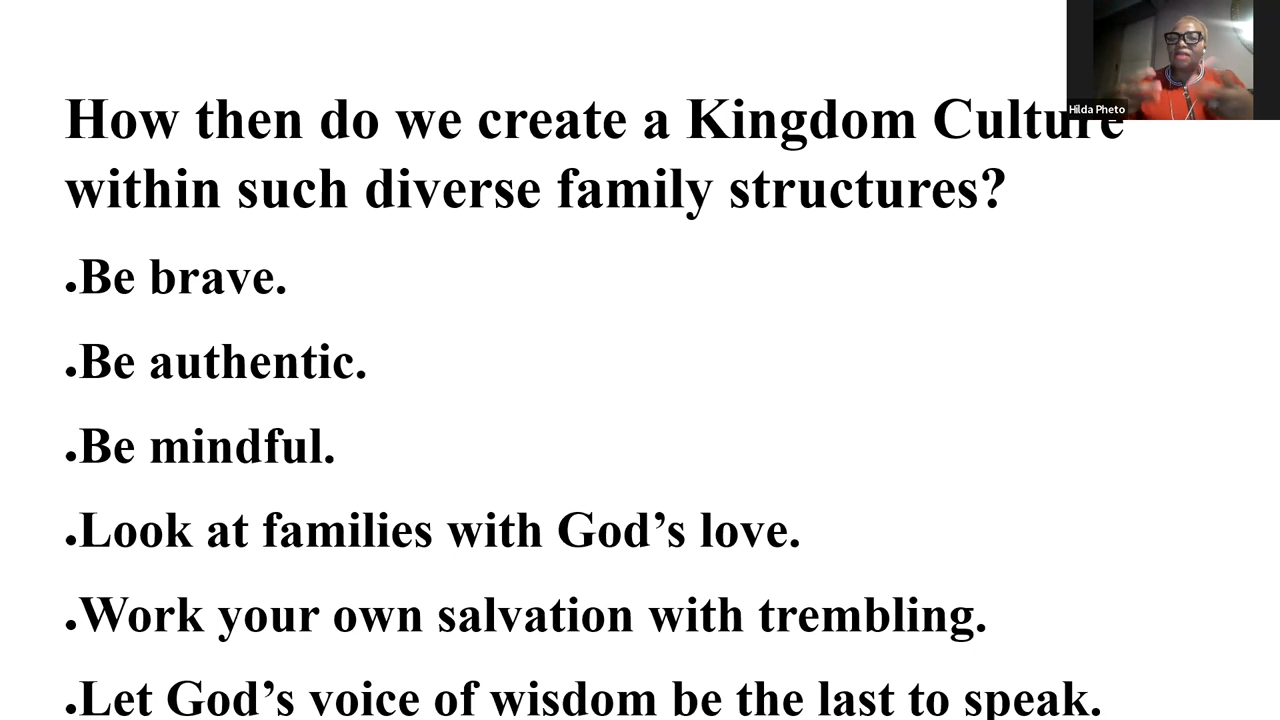 Hilda Pheto
How then do we create a Kingdom Culture
within such diverse family structures?
•Be brave.
•Be authentic.
•Be mindful.
•Look at families with God’s love.
•Work your own salvation with trembling.
•Let God’s voice of wisdom be the last to speak.